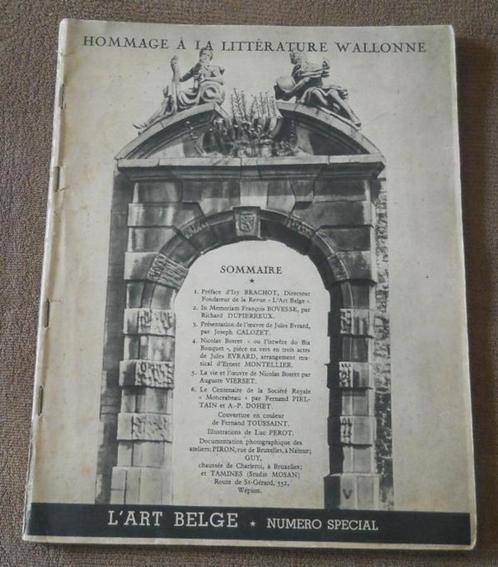 HOMMAGE À LA LITTÉRATURE WALLONNE
SOMMAIRE
★
1. Préface d'Isy BRACHOT, Directeur
Fondateur de la Revue « L'Art Belge ».
2. In Memoriam François BOVESSE, par
Richard DUPIERREUX.
3. Présentation de l'œuvre de Jules Evrard,
par Joseph CALOZET.
4. Nicolas Bosret « ou l'istwére do Bia
Bouquet », pièce en vers en trois actes
de Jules EVRARD, arrangement mu-
sical d'Ernest MONTELLIER.
5. La vie et l'œuvre de Nicolas Bosret par
Auguste VIERSET.
6. Le Centenaire de la Société Royale
« Moncrabeau » par Fernand PIEL-
TAIN et A.-P. DOHET.
Couverture en couleur
de Fernand TOUSSAINT.
Illustrations de Luc PEROT.
Documentation photographique des
ateliers: PIRON, rue de Bruxelles, à Namur;
GUY,
chaussée de Charleroi, à Bruxelles;
et TAMINES (Studio MOSAN)
Route de St-Gérard, 552,
Wépion.
L'ART BELGE ★ NUMERO SPECIAL